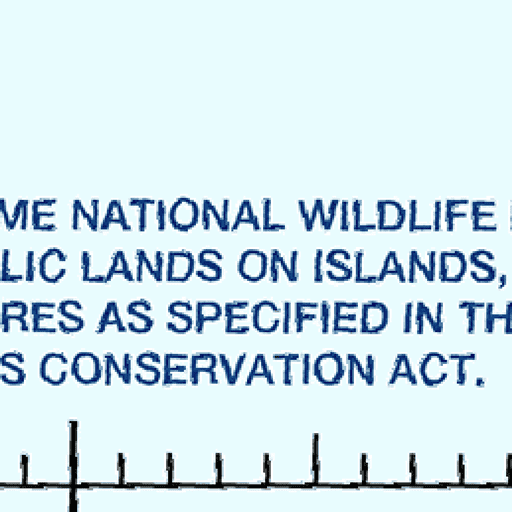 ME NATIONAL WILDLIFE
LIC LANDS ON ISLANDS,
RES AS SPECIFIED IN TH
S CONSERVATION ACT.